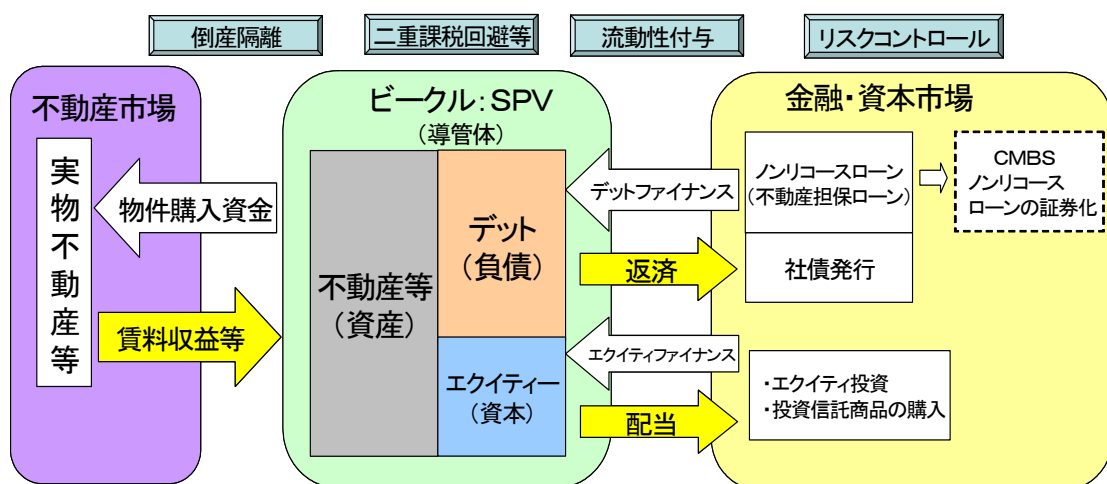 倒産隔離
二重課税回避等
流動性付与
リスクコントロール
不動産市場
実物不動産等
物件購入資金
賃料収益等
ビークル：SPV
（導管体）
不動産等
（資産）
デット
（負債）
エクイティー
（資本）
デットファイナンス
返済
エクイティファイナンス
配当
金融・資本市場
ノンリコースローン
（不動産担保ローン）
社債発行
CMBS
ノンリコース
ローンの証券化
・エクイティ投資
・投資信託商品の購入